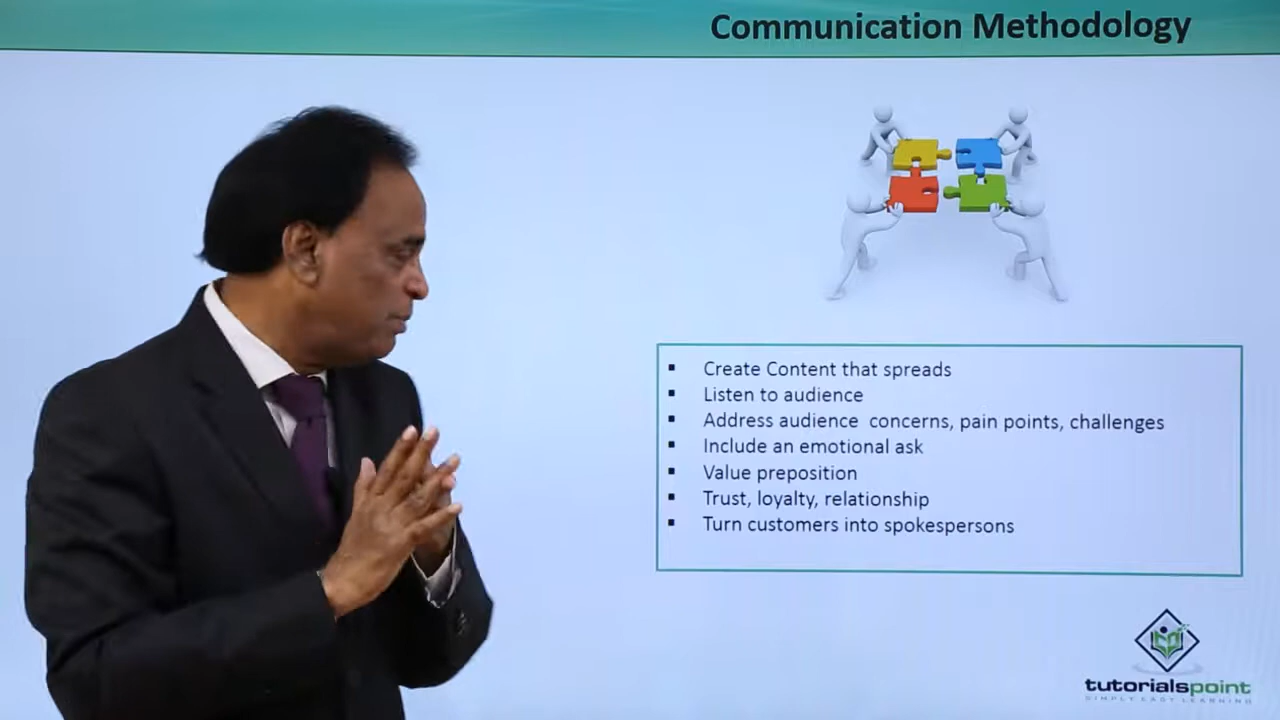 Communication Methodology
Create Content that spreads
Listen to audience
Address audience concerns, pain points, challenges
Include an emotional ask
Value preposition
Trust, loyalty, relationship
Turn customers into spokespersons
tutorialspoint
SIMPLY EASY LEARNING